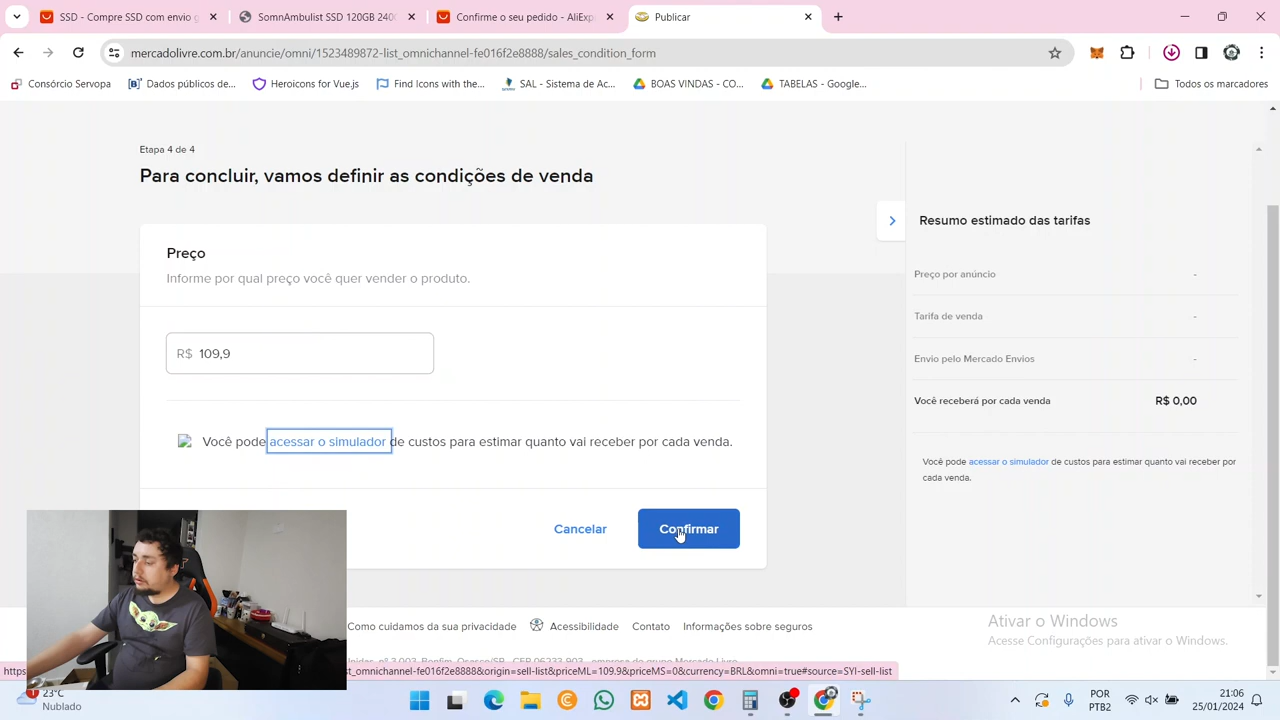 SSD - Compre SSD com envio g
SomnAmbulist SSD 120GB 240G
Confirme o seu pedido - AliExp
Publicar
mercadolivre.com.br/anuncie/omni/1523489872-list_omnichannel-fe016f2e8888/sales_condition_form
Consórcio Servopa
Dados públicos de...
Heroicons for Vue.js
Find Icons with the...
SAL - Sistema de Ac...
BOAS VINDAS - CO...
TABELAS - Google...
Todos os marcadores
Etapa 4 de 4
Para concluir, vamos definir as condições de venda
Preço
Informe por qual preço você quer vender o produto.
R$ 109,9
Você pode acessar o simulador de custos para estimar quanto vai receber por cada venda.
Cancelar
Confirmar
Resumo estimado das tarifas
Preço por anúncio -
Tarifa de venda -
Envio pelo Mercado Envios -
Você receberá por cada venda R$ 0,00
Você pode acessar o simulador de custos para estimar quanto vai receber por
cada venda.
Como cuidamos da sua privacidade
Acessibilidade
Contato
Informações sobre seguros
Ativar o Windows
Acesse Configurações para ativar o Windows.
https
st_omnichannel-fe016f2e8888&origin=sell-list&priceML=109.9&priceMS=0&currency=BRL&omni=true#source=SYI-sell-list
1
23°C
Nublado
POR
PTB2
21:06
25/01/2024